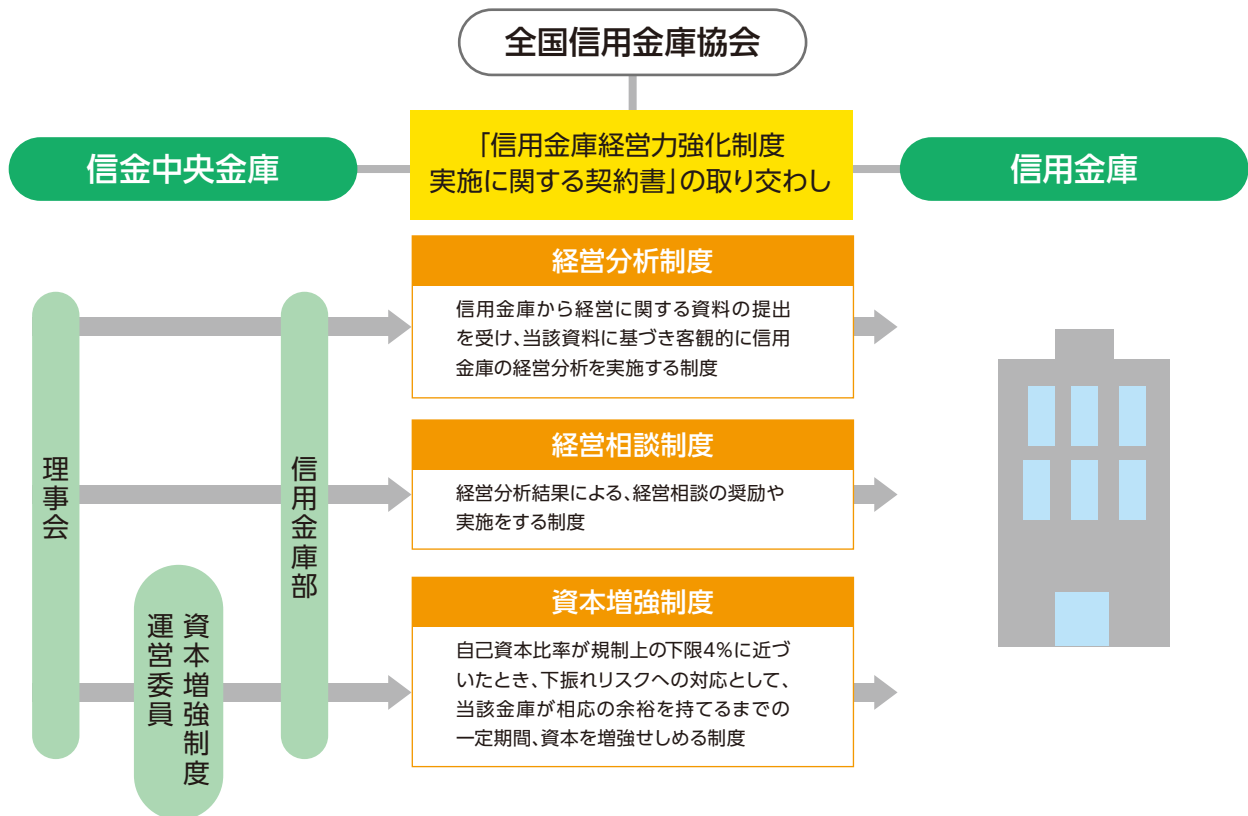 全国信用金庫協会
信金中央金庫
「信用金庫経営力強化制度
実施に関する契約書」の取り交わし
信用金庫
経営分析制度
信用金庫から経営に関する資料の提出
を受け、当該資料に基づき客観的に信用
金庫の経営分析を実施する制度
経営相談制度
経営分析結果による、経営相談の奨励や
実施をする制度
資本増強制度
自己資本比率が規制上の下限4%に近づ
いたとき、下振れリスクへの対応として、
当該金庫が相応の余裕を持てるまでの
一定期間、資本を増強せしめる制度
理事会
資本増強制度
運営委員
信用金庫部